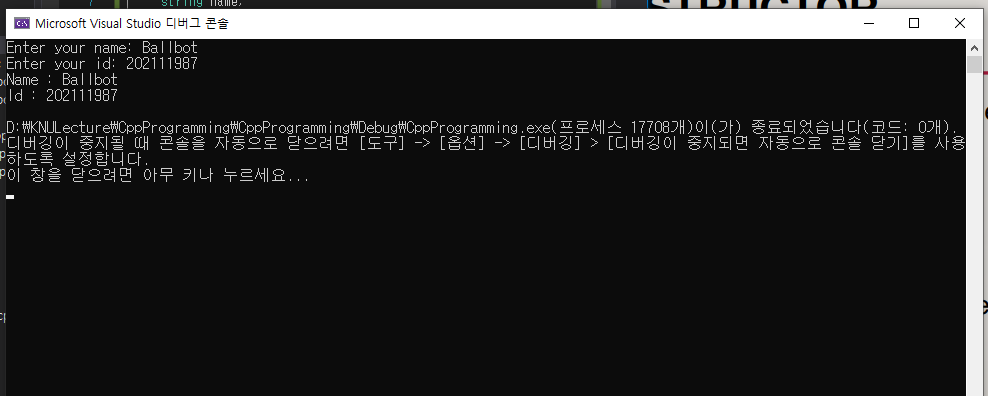 string name;
STRUCTOR
Microsoft Visual Studio 디버그 콘솔
Enter your name: Ballbot
Enter your id: 202111987
Name : Ballbot
Id : 202111987
D:₩KNULecture₩CppProgramming₩CppProgramming₩Debug₩CppProgramming.exe(프로세스 17708개)이(가) 종료되었습니다(코드: 0개).
디버깅이 중지될 때 콘솔을 자동으로 닫으려면 [도구] -> [옵션] -> [디버깅] > [디버깅이 중지되면 자동으로 콘솔 닫기]를 사용
하도록 설정합니다.
이 창을 닫으려면 아무 키나 누르세요...